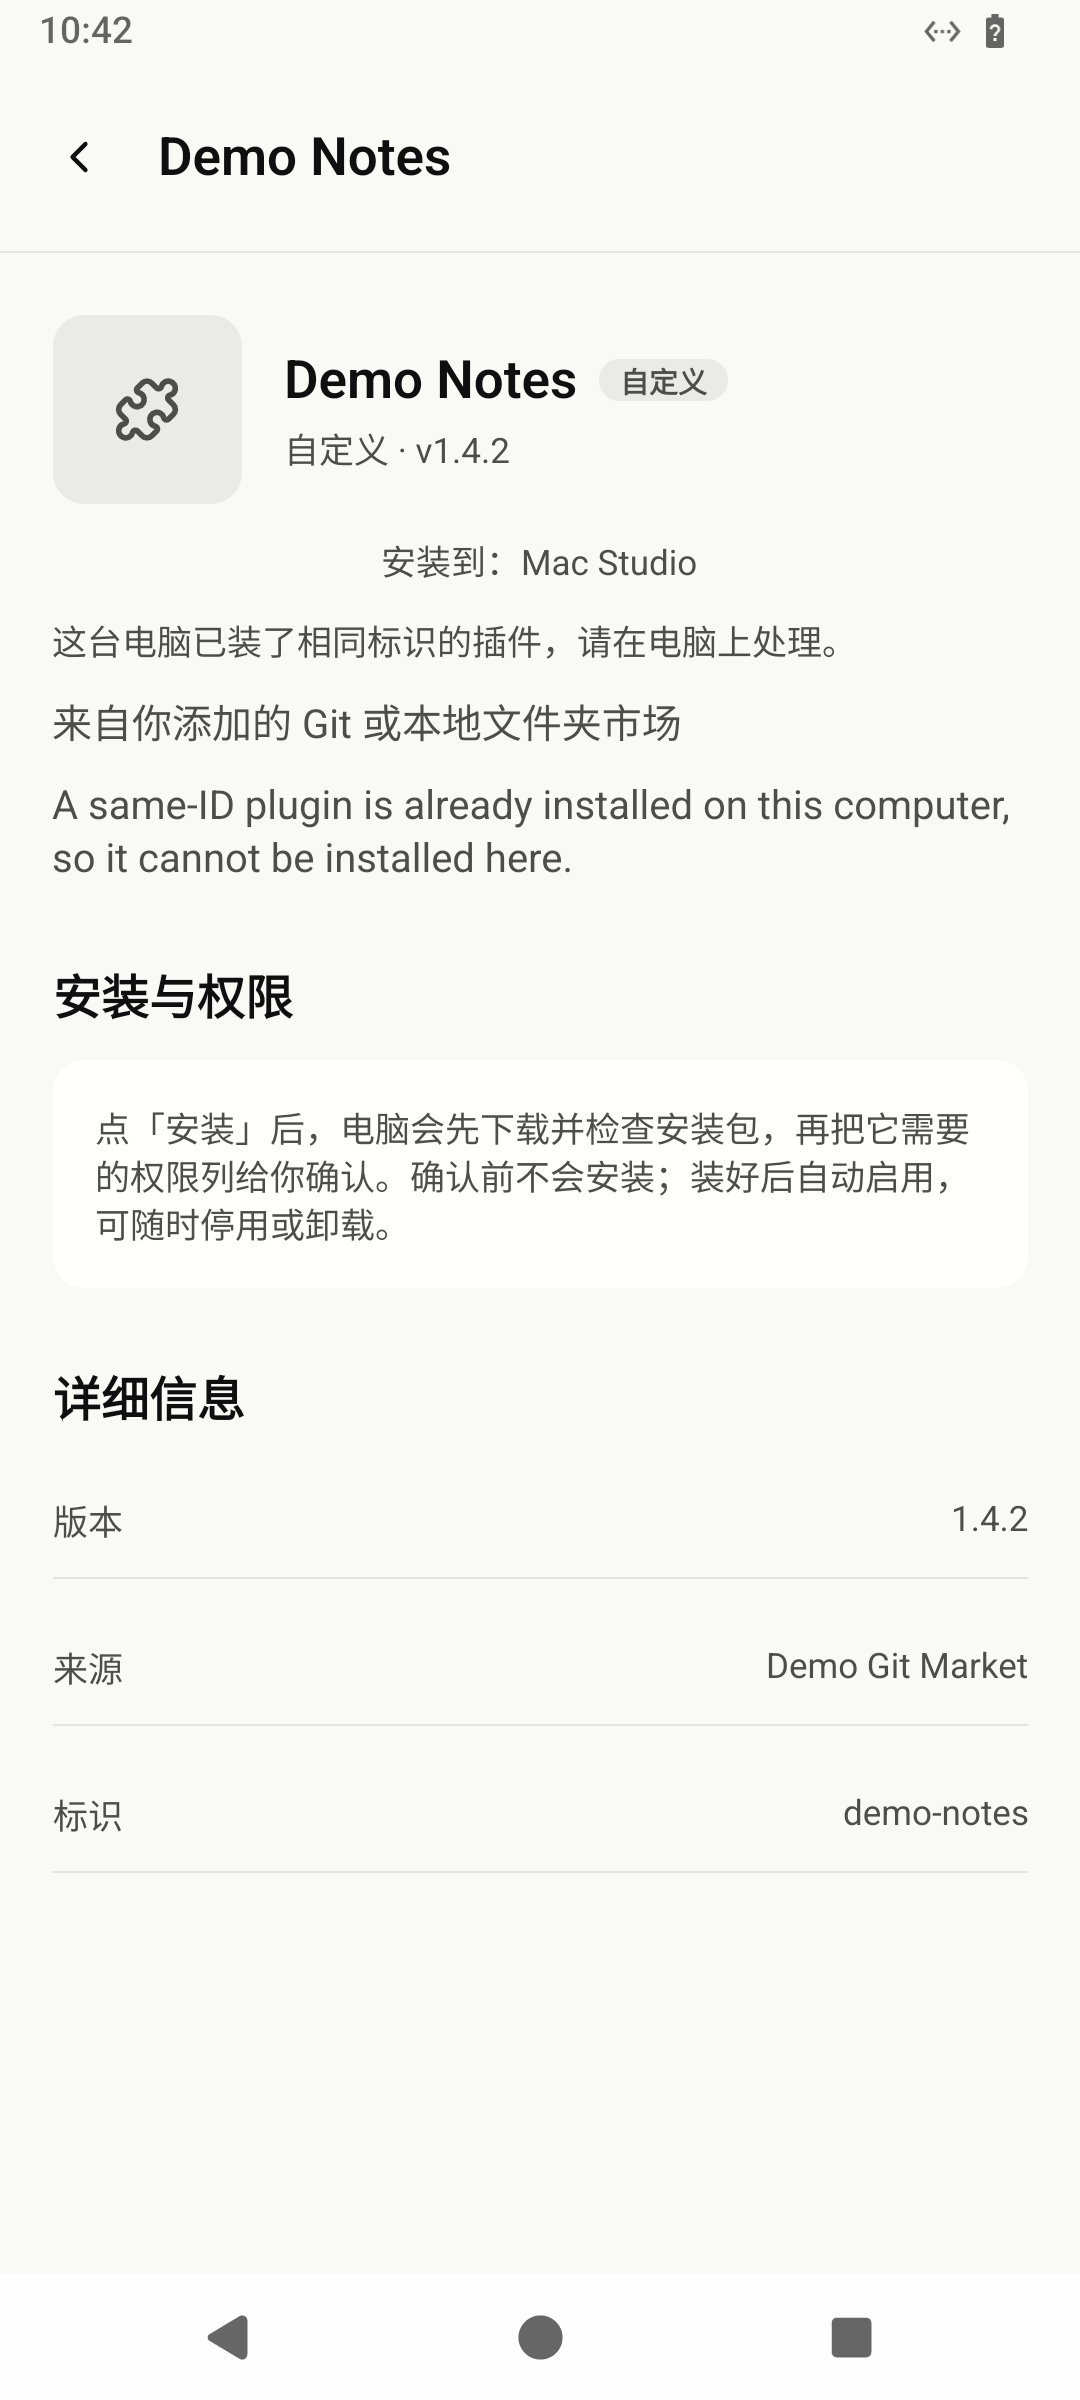 10:42
Demo Notes
Demo Notes 自定义
自定义 · v1.4.2
安装到：Mac Studio
这台电脑已装了相同标识的插件，请在电脑上处理。
来自你添加的 Git 或本地文件夹市场
A same-ID plugin is already installed on this computer,
so it cannot be installed here.
安装与权限
点「安装」后，电脑会先下载并检查安装包，再把它需要
的权限列给你确认。确认前不会安装；装好后自动启用，
可随时停用或卸载。
详细信息
版本 1.4.2
来源 Demo Git Market
标识 demo-notes